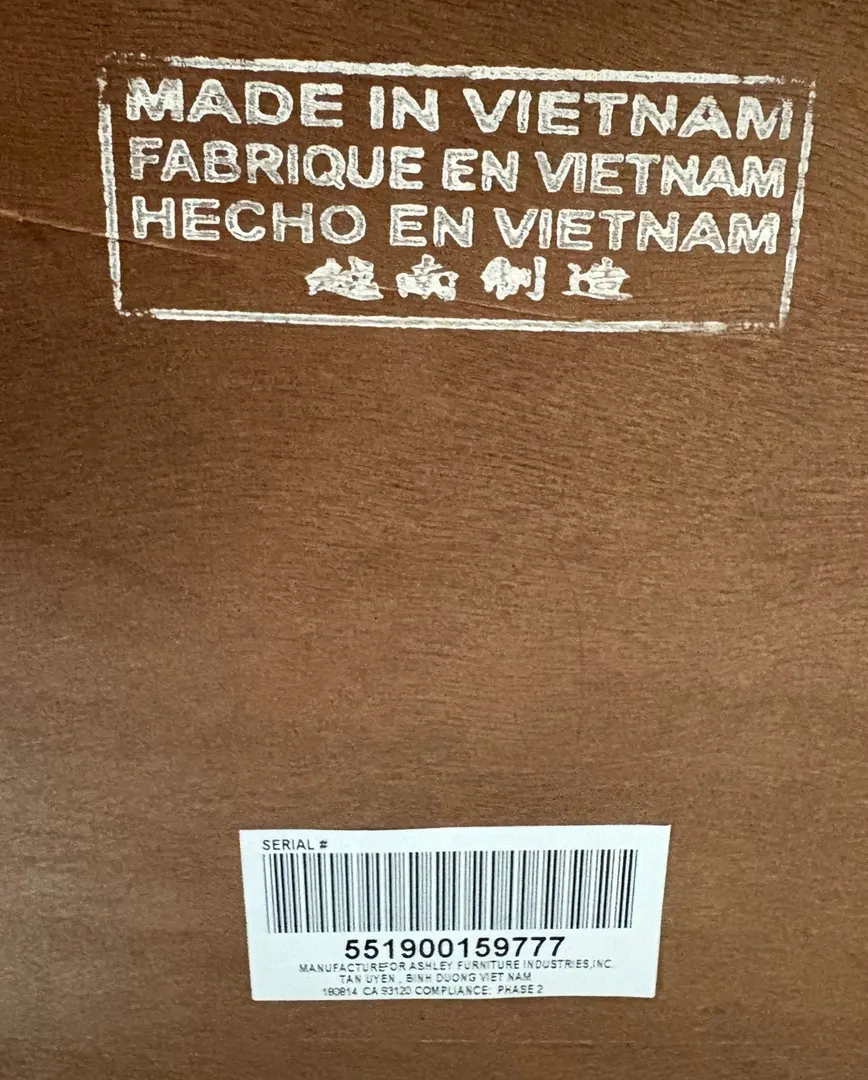 MADE IN VIETNAM
FABRIQUE EN VIETNAM
HECHO EN VIETNAM
越南制造
SERIAL #
551900159777
MANUFACTUREFOR ASHLEY FURNITURE INDUSTRIES,INC.
TAN UYEN , BINH DUONG VIET NAM
180814 CA 93120 COMPLIANCE: PHASE 2